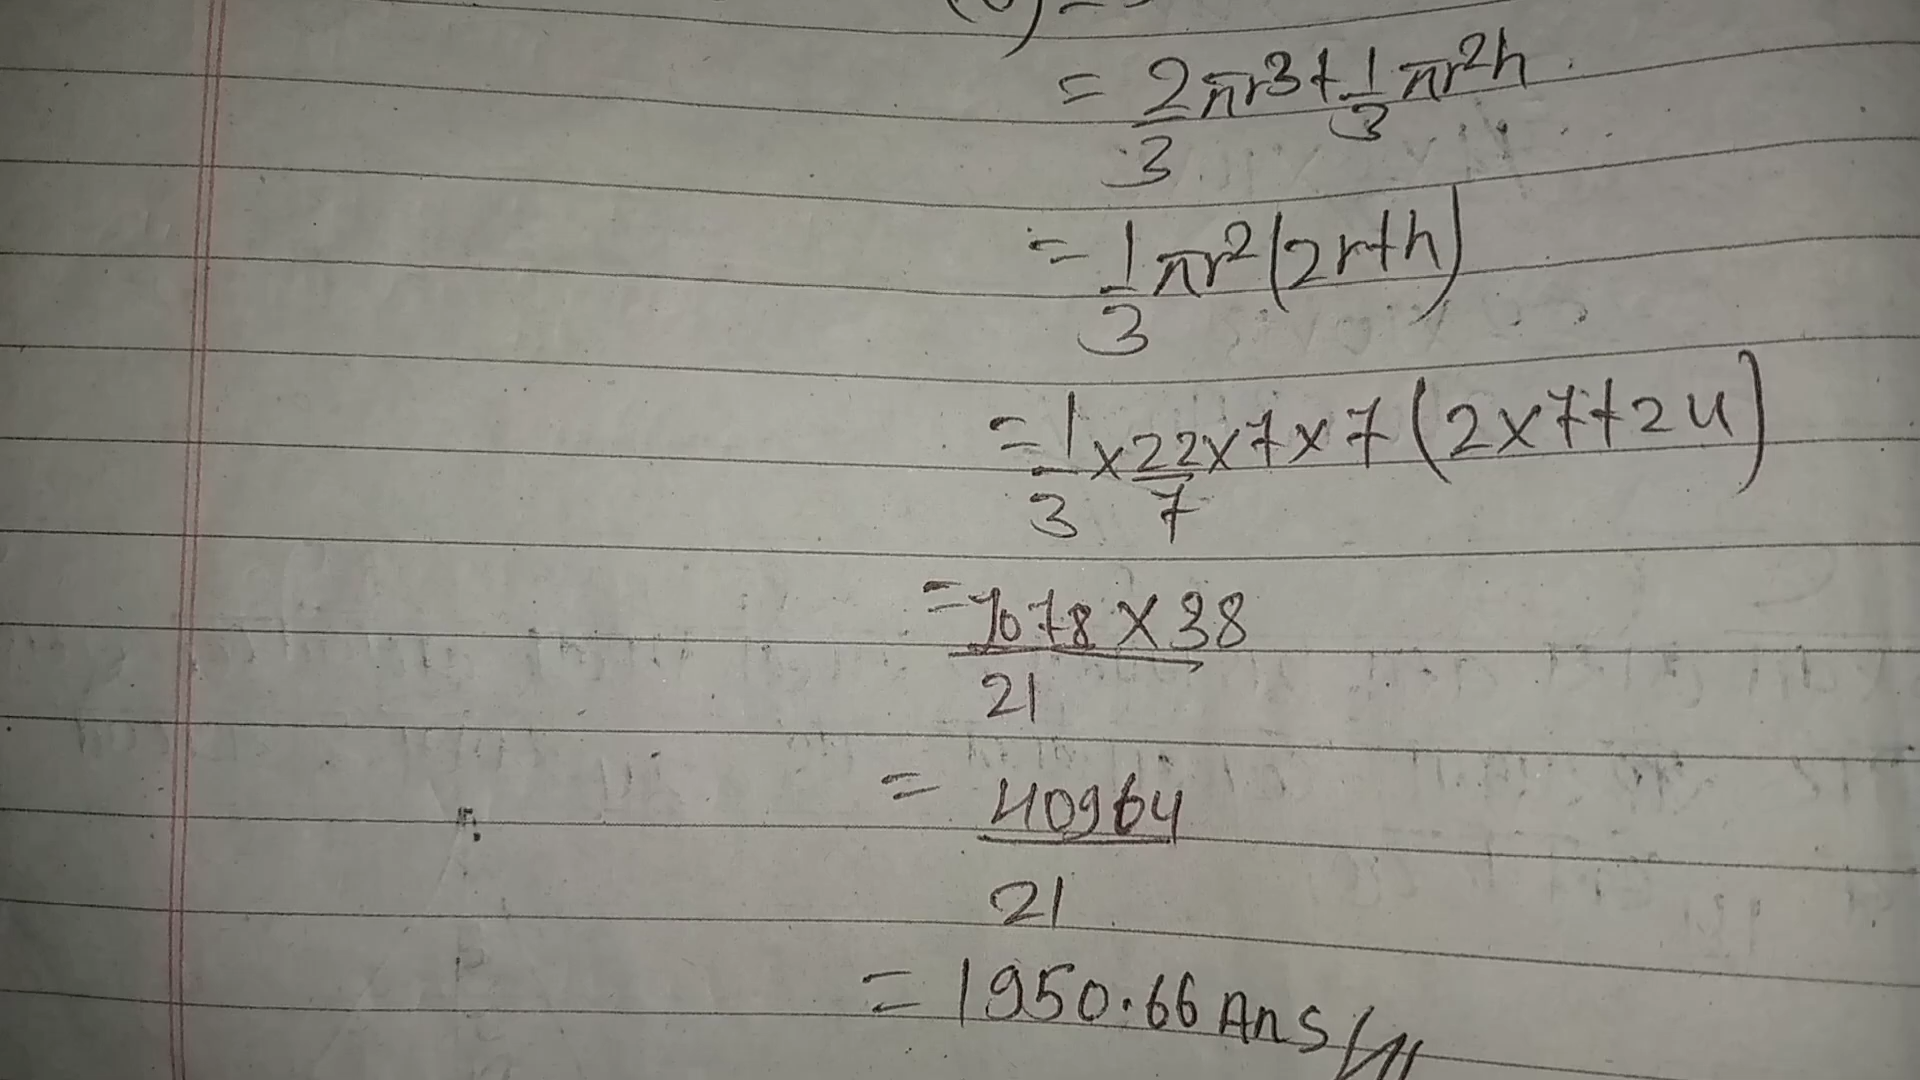 = 2/3 πr³ + 1/3 πr²h
= 1/3 πr² (2r+h)
= 1/3 × 22/7 × 7 × 7 (2×7+24)
= 1078 × 38 / 21
= 40964 / 21
= 1950.66 Ans